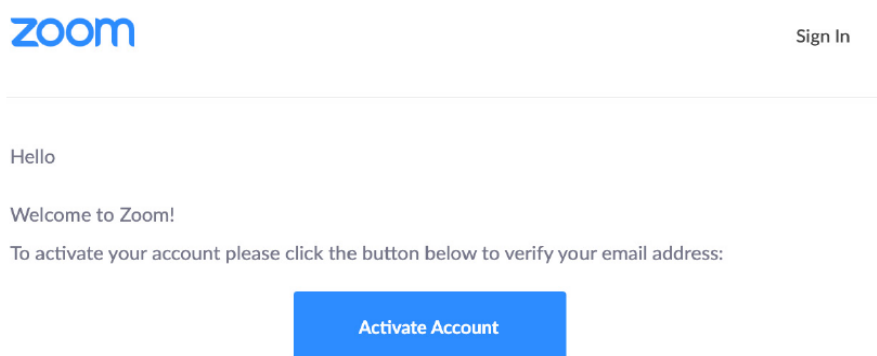 zoom
Sign In
Hello
Welcome to Zoom!
To activate your account please click the button below to verify your email address:
Activate Account